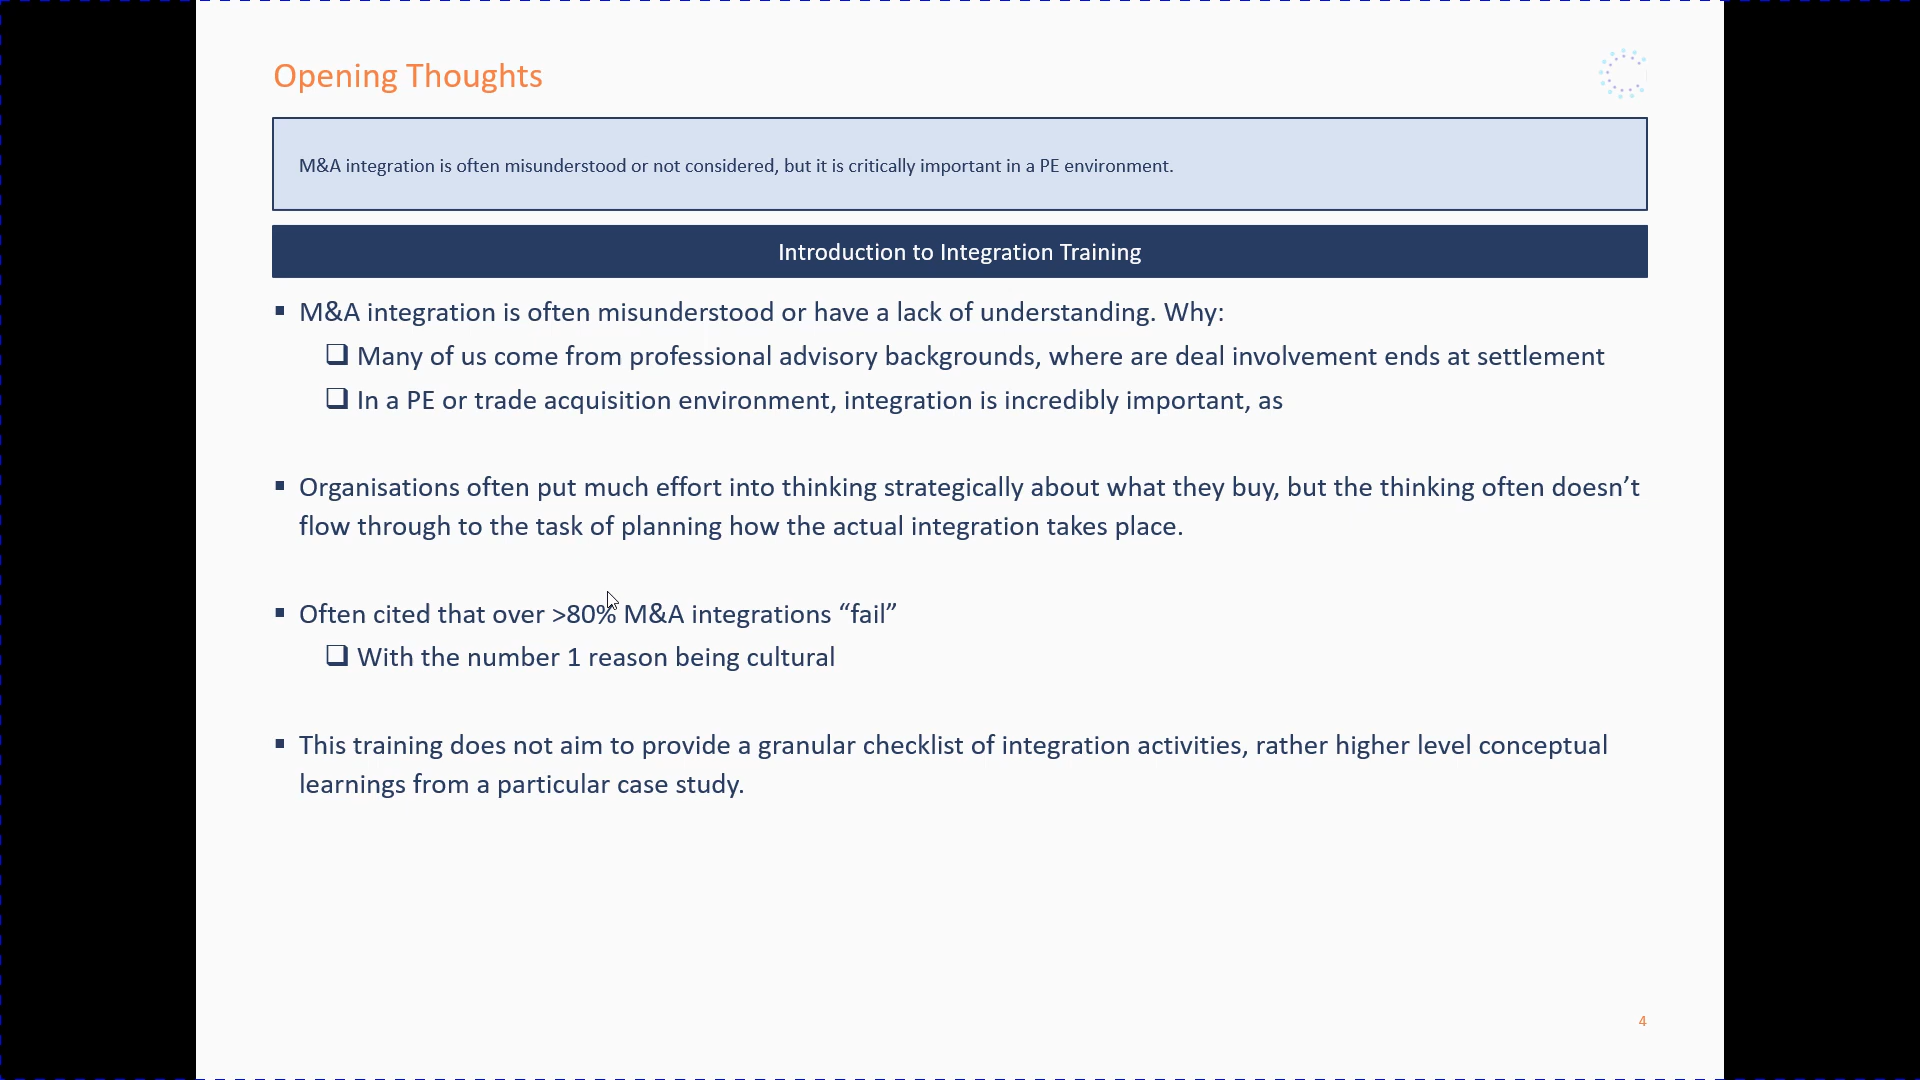 Opening Thoughts
M&A integration is often misunderstood or not considered, but it is critically important in a PE environment.
Introduction to Integration Training
▪ M&A integration is often misunderstood or have a lack of understanding. Why:
❑ Many of us come from professional advisory backgrounds, where are deal involvement ends at settlement
❑ In a PE or trade acquisition environment, integration is incredibly important, as
▪ Organisations often put much effort into thinking strategically about what they buy, but the thinking often doesn’t
flow through to the task of planning how the actual integration takes place.
▪ Often cited that over >80% M&A integrations “fail”
❑ With the number 1 reason being cultural
▪ This training does not aim to provide a granular checklist of integration activities, rather higher level conceptual
learnings from a particular case study.
4